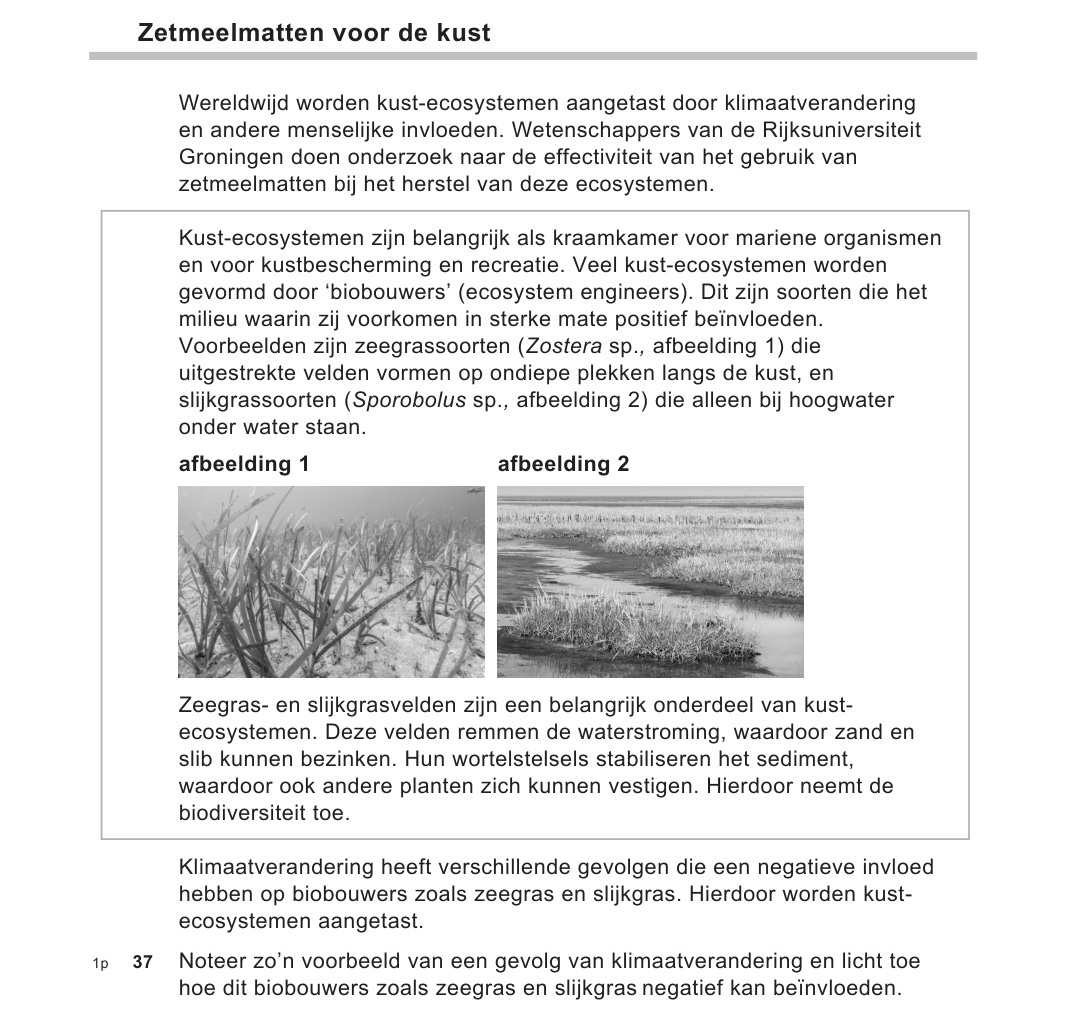 Zetmeelmatten voor de kust
Wereldwijd worden kust-ecosystemen aangetast door klimaatverandering
en andere menselijke invloeden. Wetenschappers van de Rijksuniversiteit
Groningen doen onderzoek naar de effectiviteit van het gebruik van
zetmeelmatten bij het herstel van deze ecosystemen.
Kust-ecosystemen zijn belangrijk als kraamkamer voor mariene organismen
en voor kustbescherming en recreatie. Veel kust-ecosystemen worden
gevormd door ‘biobouwers’ (ecosystem engineers). Dit zijn soorten die het
milieu waarin zij voorkomen in sterke mate positief beïnvloeden.
Voorbeelden zijn zeegrassoorten (Zostera sp., afbeelding 1) die
uitgestrekte velden vormen op ondiepe plekken langs de kust, en
slijkgrassoorten (Sporobolus sp., afbeelding 2) die alleen bij hoogwater
onder water staan.
afbeelding 1 afbeelding 2
Zeegras- en slijkgrasvelden zijn een belangrijk onderdeel van kust-
ecosystemen. Deze velden remmen de waterstroming, waardoor zand en
slib kunnen bezinken. Hun wortelstelsels stabiliseren het sediment,
waardoor ook andere planten zich kunnen vestigen. Hierdoor neemt de
biodiversiteit toe.
Klimaatverandering heeft verschillende gevolgen die een negatieve invloed
hebben op biobouwers zoals zeegras en slijkgras. Hierdoor worden kust-
ecosystemen aangetast.
1p 37 Noteer zo’n voorbeeld van een gevolg van klimaatverandering en licht toe
hoe dit biobouwers zoals zeegras en slijkgras negatief kan beïnvloeden.